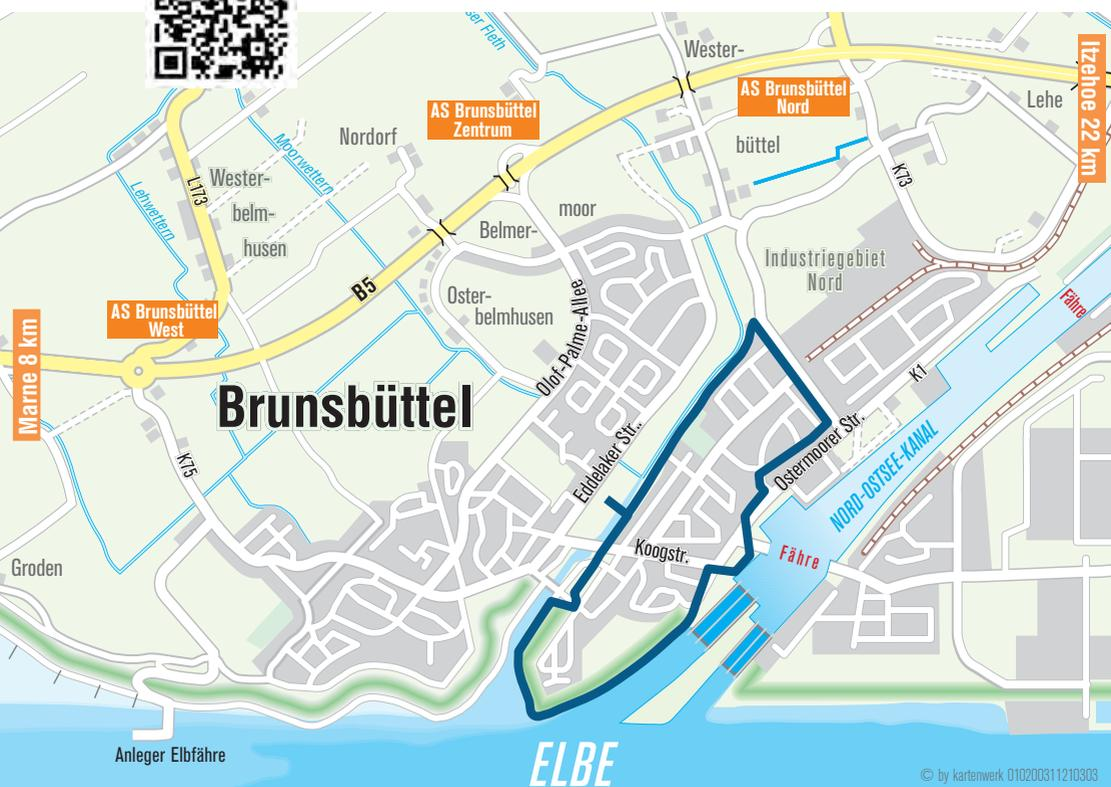 ser Fleth
Wester-
AS Brunsbüttel
Nord
Itzehoe 22 km
Lehe
AS Brunsbüttel
Zentrum
Nordorf
büttel
Moorwettern
K73
L173
Wester-
belm-
husen
Lehwettern
moor
Belmer-
Industriegebiet
Nord
B5
Oster-
belmhusen
Fähre
AS Brunsbüttel
West
Olof-Palme-Allee
Marne 8 km
K1
Brunsbüttel
Eddelaker Str..
Ostermoorer Str.
NORD-OSTSEE-KANAL
K75
Koogstr.
Fähre
Groden
Anleger Elbfähre
ELBE
© by kartenwerk 010200311210303